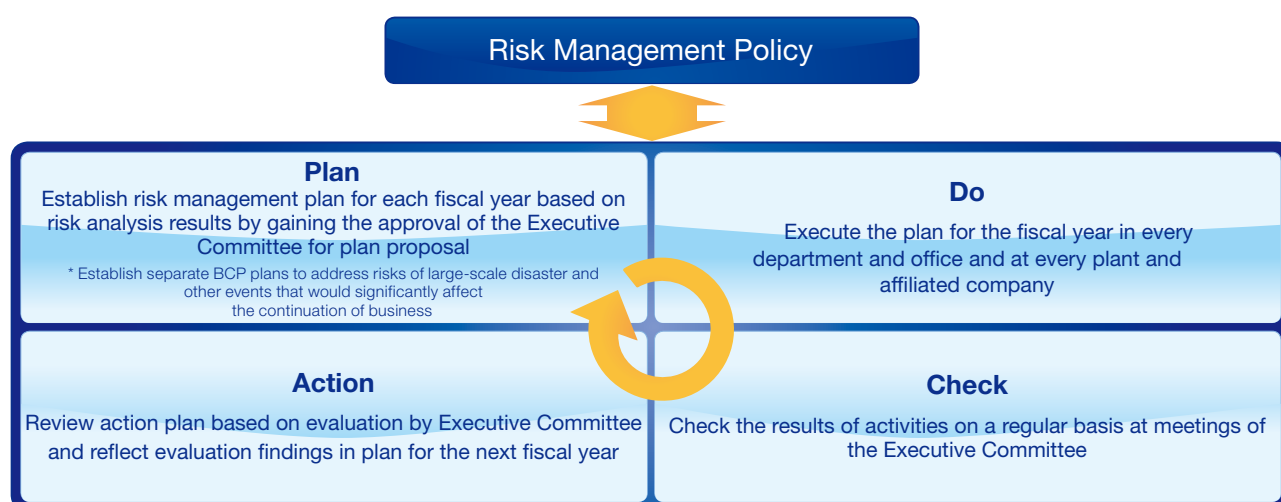 Risk Management Policy
Plan
Establish risk management plan for each fiscal year based on
risk analysis results by gaining the approval of the Executive
Committee for plan proposal
* Establish separate BCP plans to address risks of large-scale disaster and
other events that would significantly affect
the continuation of business
Do
Execute the plan for the fiscal year in every
department and office and at every plant and
affiliated company
Action
Review action plan based on evaluation by Executive Committee
and reflect evaluation findings in plan for the next fiscal year
Check
Check the results of activities on a regular basis at meetings of
the Executive Committee